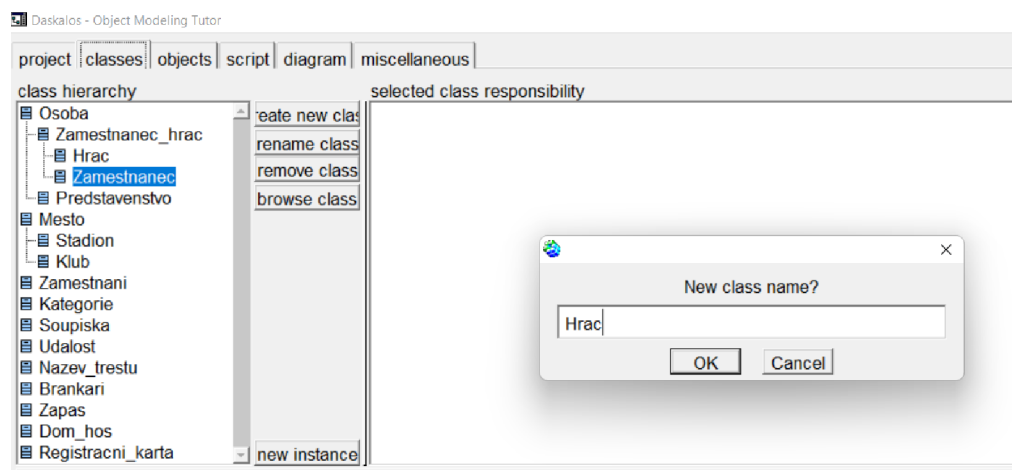 Daskalos - Object Modeling Tutor
project classes objects script diagram miscellaneous
class hierarchy
selected class responsibility
Osoba
Zamestnanec_hrac
Hrac
Zamestnanec
Predstavenstvo
Mesto
Stadion
Klub
Zamestnani
Kategorie
Soupiska
Udalost
Nazev_trestu
Brankari
Zapas
Dom_hos
Registracni_karta
reate new clas
rename class
remove class
browse class
new instance
New class name?
Hrac
OK Cancel